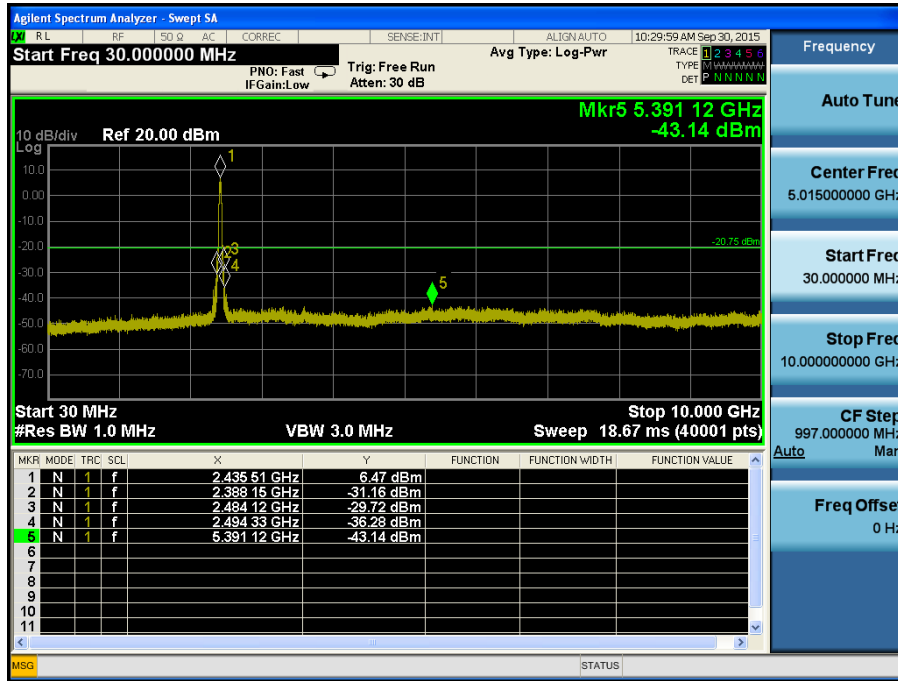 Agilent Spectrum Analyzer - Swept SA
LXI RL RF 50 Ω AC CORREC SENSE:INT ALIGN AUTO 10:29:59 AM Sep 30, 2015
Start Freq 30.000000 MHz
PNO: Fast
IFGain:Low
Trig: Free Run
Atten: 30 dB
Avg Type: Log-Pwr
TRACE 1 2 3 4 5 6
TYPE M WWWWW
DET P N N N N N
Mkr5 5.391 12 GHz
-43.14 dBm
10 dB/div Ref 20.00 dBm
Log
10.0
0.00
-10.0
-20.0
-30.0
-40.0
-50.0
-60.0
-70.0
1
2 3
4
5
-20.75 dBm
Start 30 MHz Stop 10.000 GHz
#Res BW 1.0 MHz VBW 3.0 MHz Sweep 18.67 ms (40001 pts)
MKR MODE TRC SCL X Y FUNCTION FUNCTION WIDTH FUNCTION VALUE
1 N 1 f 2.435 51 GHz 6.47 dBm
2 N 1 f 2.388 15 GHz -31.16 dBm
3 N 1 f 2.484 12 GHz -29.72 dBm
4 N 1 f 2.494 33 GHz -36.28 dBm
5 N 1 f 5.391 12 GHz -43.14 dBm
6
7
8
9
10
11
MSG STATUS
Frequency
Auto Tune
Center Freq
5.015000000 GHz
Start Freq
30.000000 MHz
Stop Freq
10.000000000 GHz
CF Step
997.000000 MHz
Auto Man
Freq Offset
0 Hz